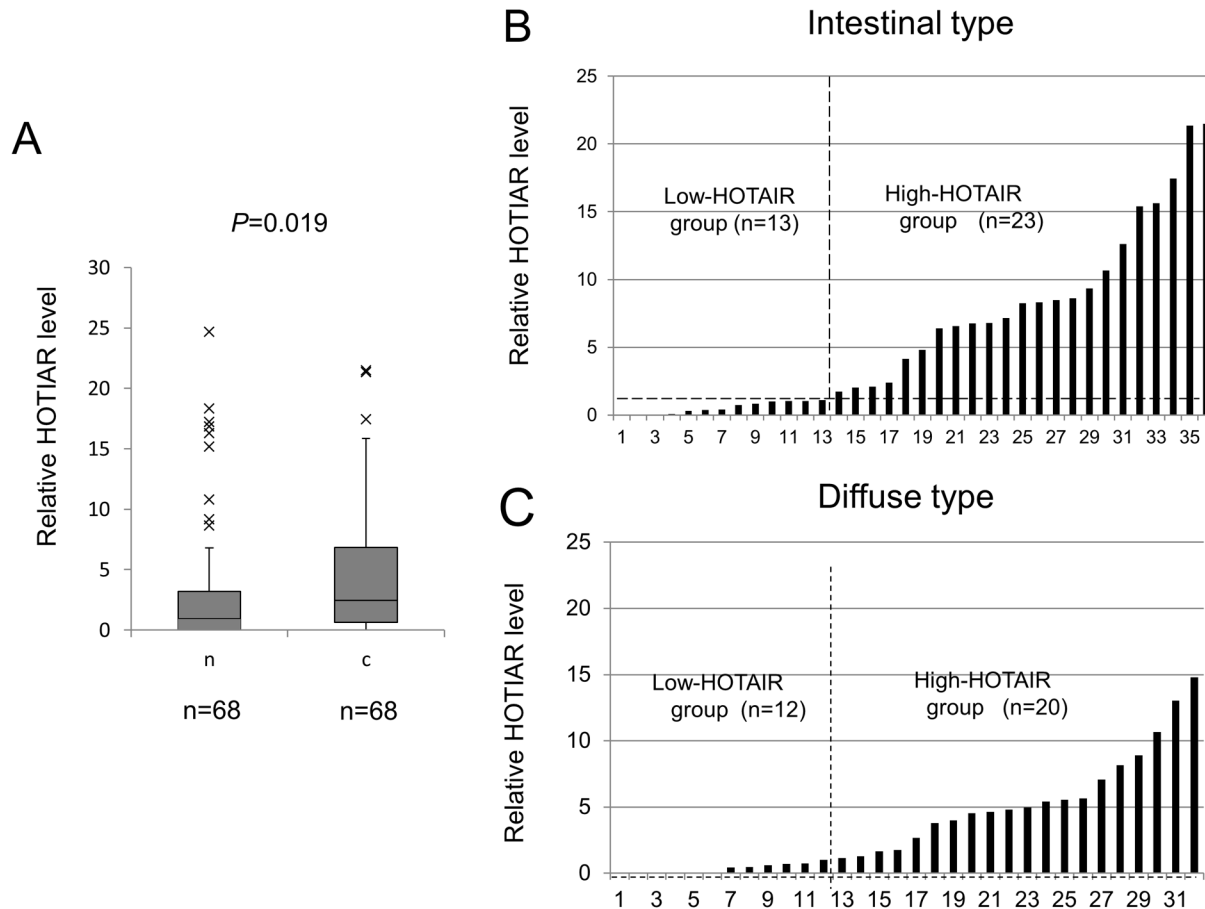 A
P=0.019
Relative HOTIAR level
30
25
20
15
10
5
0
n
c
n=68
n=68
B
Intestinal type
Relative HOTIAR level
25
20
15
10
5
0
Low-HOTAIR
group (n=13)
High-HOTAIR
group (n=23)
1 3 5 7 9 11 13 15 17 19 21 23 25 27 29 31 33 35
C
Diffuse type
Relative HOTIAR level
25
20
15
10
5
0
Low-HOTAIR
group (n=12)
High-HOTAIR
group (n=20)
1 3 5 7 9 11 13 15 17 19 21 23 25 27 29 31